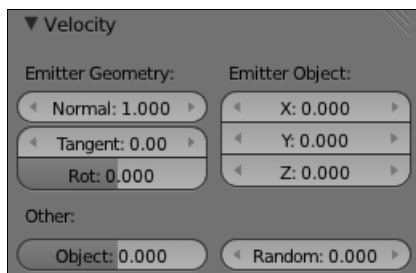 Velocity
Emitter Geometry:
Emitter Object:
Normal: 1.000
X: 0.000
Tangent: 0.00
Y: 0.000
Rot: 0.000
Z: 0.000
Other:
Object: 0.000
Random: 0.000